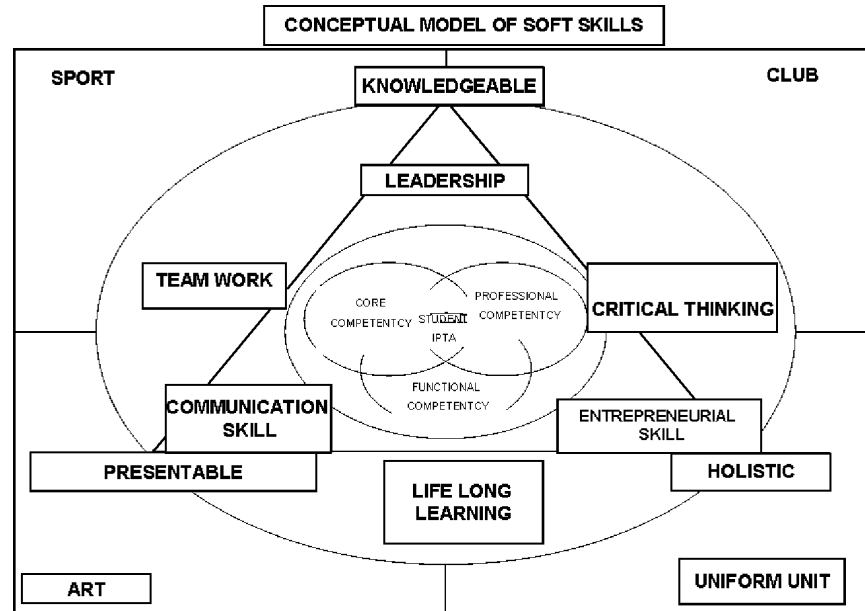 CONCEPTUAL MODEL OF SOFT SKILLS
SPORT
CLUB
KNOWLEDGEABLE
LEADERSHIP
TEAM WORK
CRITICAL THINKING
CORE
COMPETENTCY
PROFESSIONAL
COMPETENTCY
STUDENT
IPTA
FUNCTIONAL
COMPETENTCY
COMMUNICATION
SKILL
ENTREPRENEURIAL
SKILL
PRESENTABLE
HOLISTIC
LIFE LONG
LEARNING
ART
UNIFORM UNIT